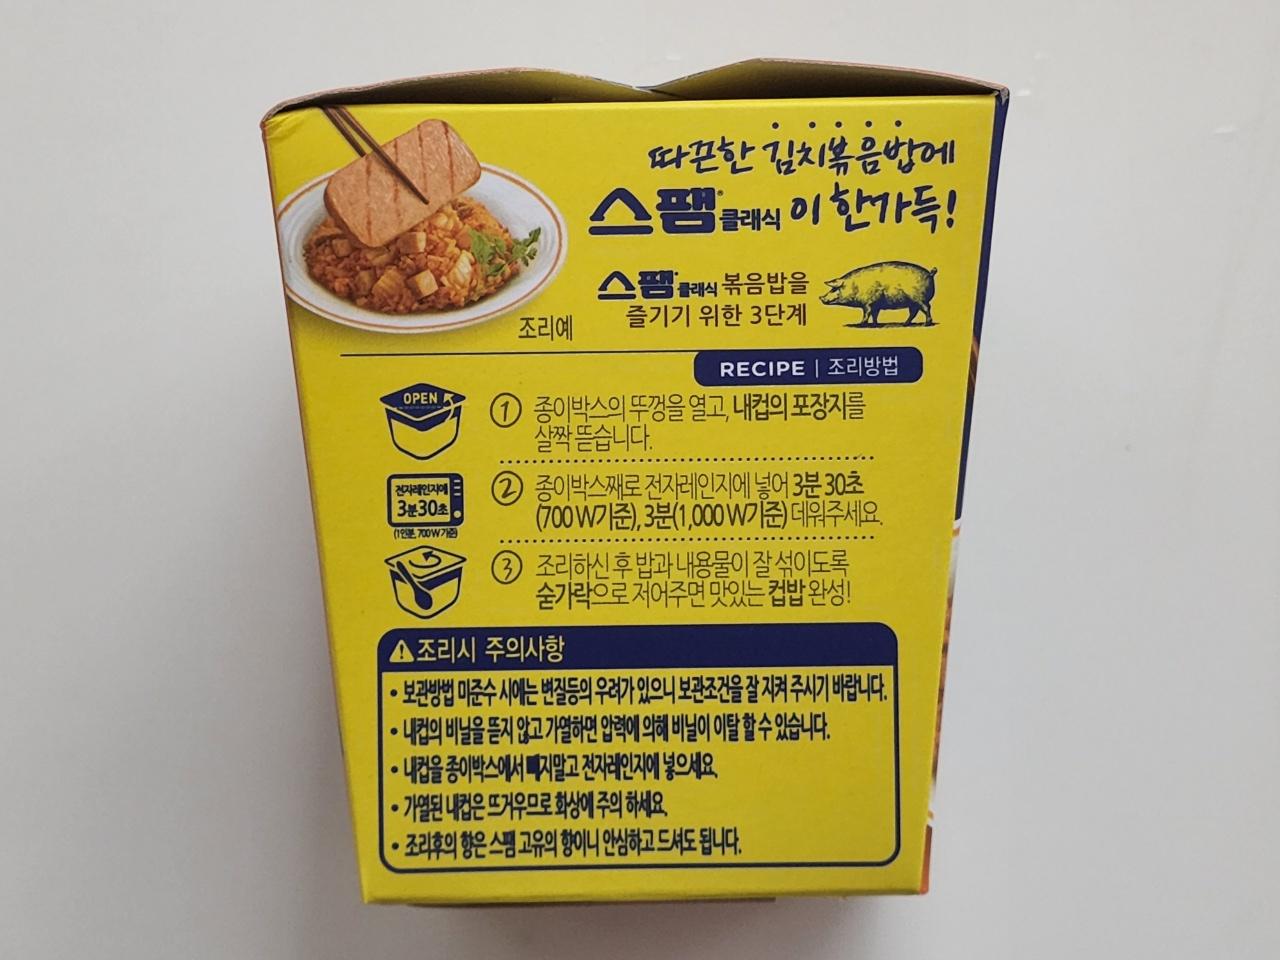 따끈한 김치볶음밥에
스팸® 클래식 이 한가득!
스팸® 클래식 볶음밥을
즐기기 위한 3단계
조리예
RECIPE | 조리방법
OPEN
① 종이박스의 뚜껑을 열고, 내컵의 포장지를
살짝 뜯습니다.
전자레인지에
3분30초
(1인분, 700W기준)
② 종이박스째로 전자레인지에 넣어 3분 30초
(700W기준), 3분(1,000W기준) 데워주세요.
③ 조리하신 후 밥과 내용물이 잘 섞이도록
숟가락으로 저어주면 맛있는 컵밥 완성!
조리시 주의사항
• 보관방법 미준수 시에는 변질등의 우려가 있으니 보관조건을 잘 지켜 주시기 바랍니다.
• 내컵의 비닐을 뜯지 않고 가열하면 압력에 의해 비닐이 이탈 할 수 있습니다.
• 내컵을 종이박스에서 빼지말고 전자레인지에 넣으세요.
• 가열된 내컵은 뜨거우므로 화상에 주의 하세요.
• 조리후의 향은 스팸 고유의 향이니 안심하고 드셔도 됩니다.